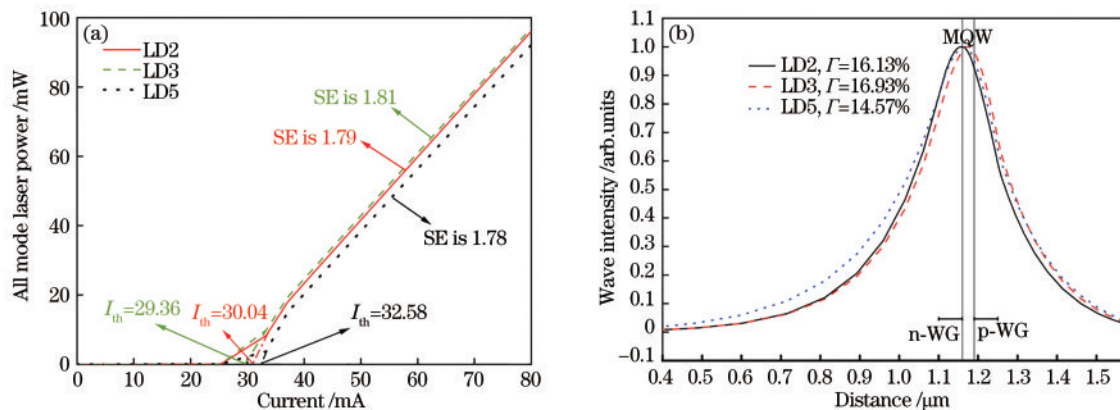 (a)
LD2
LD3
LD5
SE is 1.81
SE is 1.79
SE is 1.78
I_th=29.36
I_th=30.04
I_th=32.58
100
80
60
40
20
0
0 10 20 30 40 50 60 70 80
All mode laser power /mW
Current /mA
(b)
MQW
LD2, Γ=16.13%
LD3, Γ=16.93%
LD5, Γ=14.57%
n-WG
p-WG
1.1
1.0
0.9
0.8
0.7
0.6
0.5
0.4
0.3
0.2
0.1
0
−0.1
0.4 0.5 0.6 0.7 0.8 0.9 1.0 1.1 1.2 1.3 1.4 1.5
Wave intensity /arb.units
Distance /μm